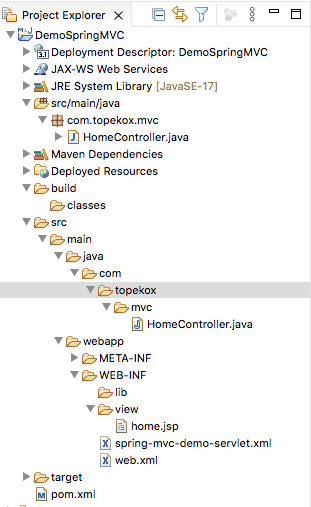 Project Explorer
DemoSpringMVC
Deployment Descriptor: DemoSpringMVC
JAX-WS Web Services
JRE System Library [JavaSE-17]
src/main/java
com.topekox.mvc
HomeController.java
Maven Dependencies
Deployed Resources
build
classes
src
main
java
com
topekox
mvc
HomeController.java
webapp
META-INF
WEB-INF
lib
view
home.jsp
spring-mvc-demo-servlet.xml
web.xml
target
pom.xml